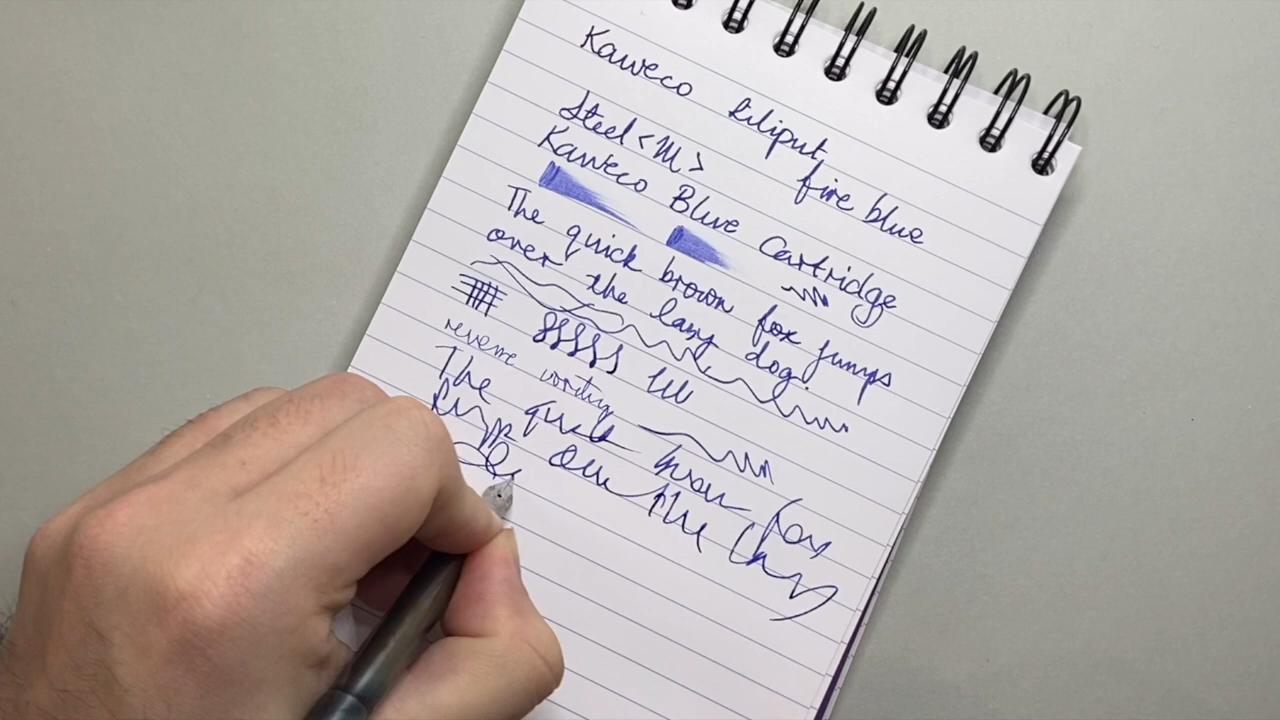 Kaweco Liliput
fire blue
Steel <M>
Kaweco Blue Cartridge
The quick brown fox jumps
over the lazy dog.
reverse
The quick brown fox
over the lazy